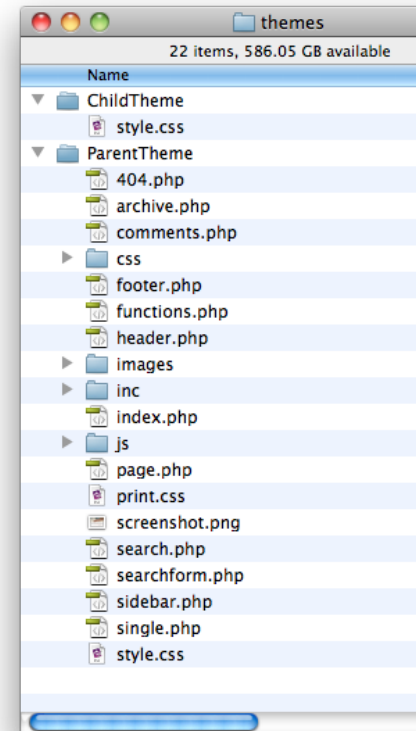 themes
22 items, 586.05 GB available
Name
ChildTheme
style.css
ParentTheme
404.php
archive.php
comments.php
css
footer.php
functions.php
header.php
images
inc
index.php
js
page.php
print.css
screenshot.png
search.php
searchform.php
sidebar.php
single.php
style.css